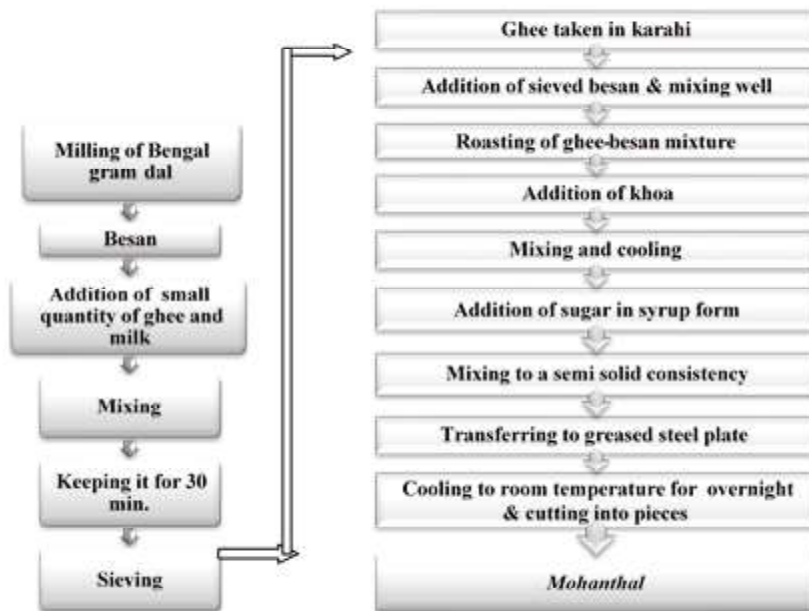 Milling of Bengal
gram dal
Besan
Addition of small
quantity of ghee and
milk
Mixing
Keeping it for 30
min.
Sieving
Ghee taken in karahi
Addition of sieved besan & mixing well
Roasting of ghee-besan mixture
Addition of khoa
Mixing and cooling
Addition of sugar in syrup form
Mixing to a semi solid consistency
Transferring to greased steel plate
Cooling to room temperature for overnight
& cutting into pieces
Mohanthal